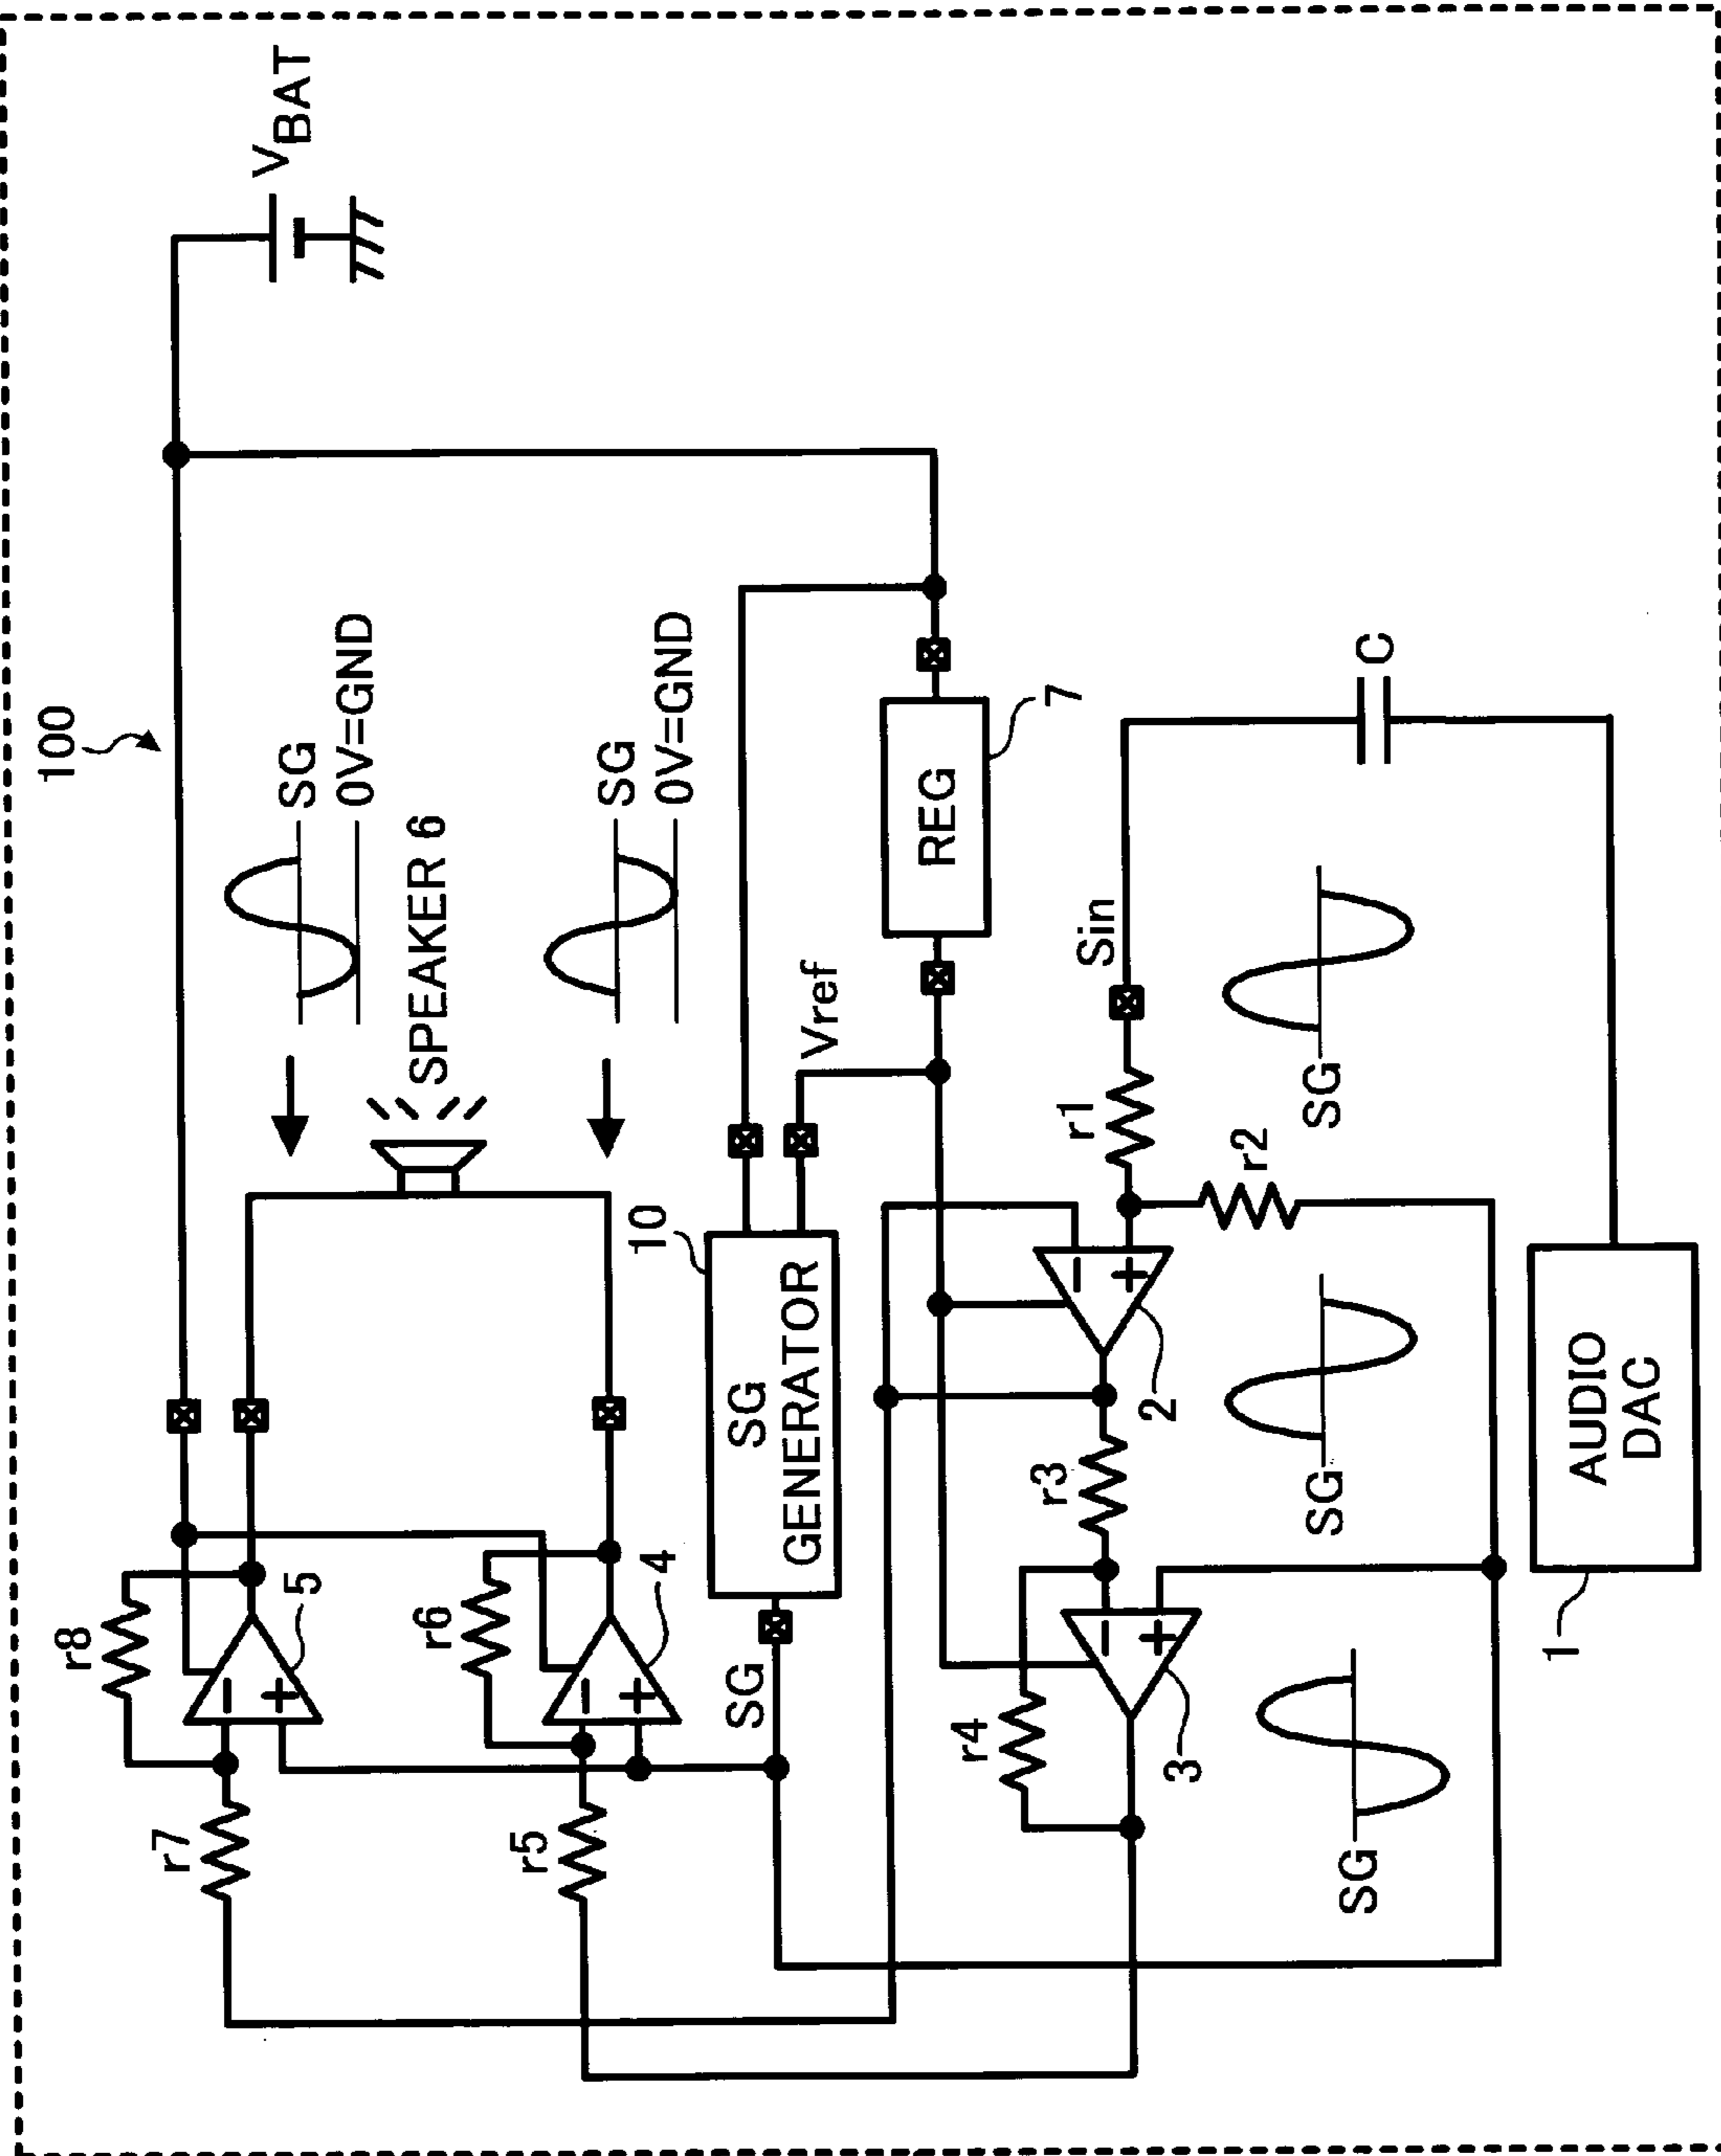 100
VBAT
SG
0V=GND
SPEAKER 6
SG
0V=GND
r8
5
r7
r6
4
r5
10
SG
GENERATOR
SG
Vref
REG
7
Sin
C
r1
r2
SG
2
r3
SG
r4
3
SG
AUDIO
DAC
1